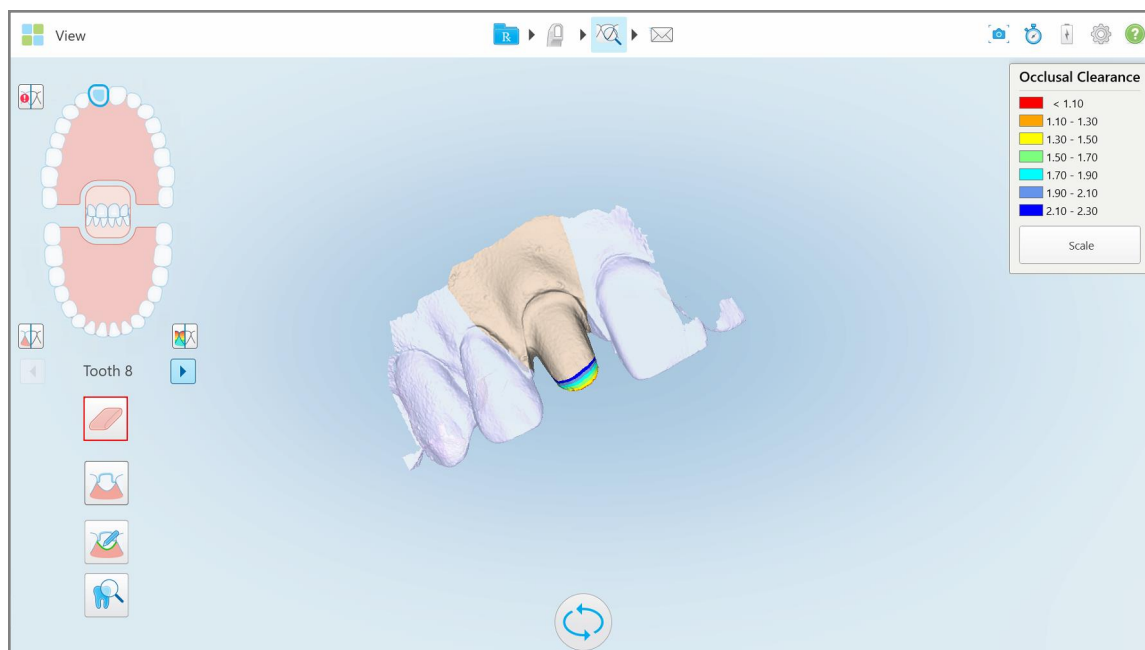 View
R
?
Occlusal Clearance
< 1.10
1.10 - 1.30
1.30 - 1.50
1.50 - 1.70
1.70 - 1.90
1.90 - 2.10
2.10 - 2.30
Scale
Tooth 8